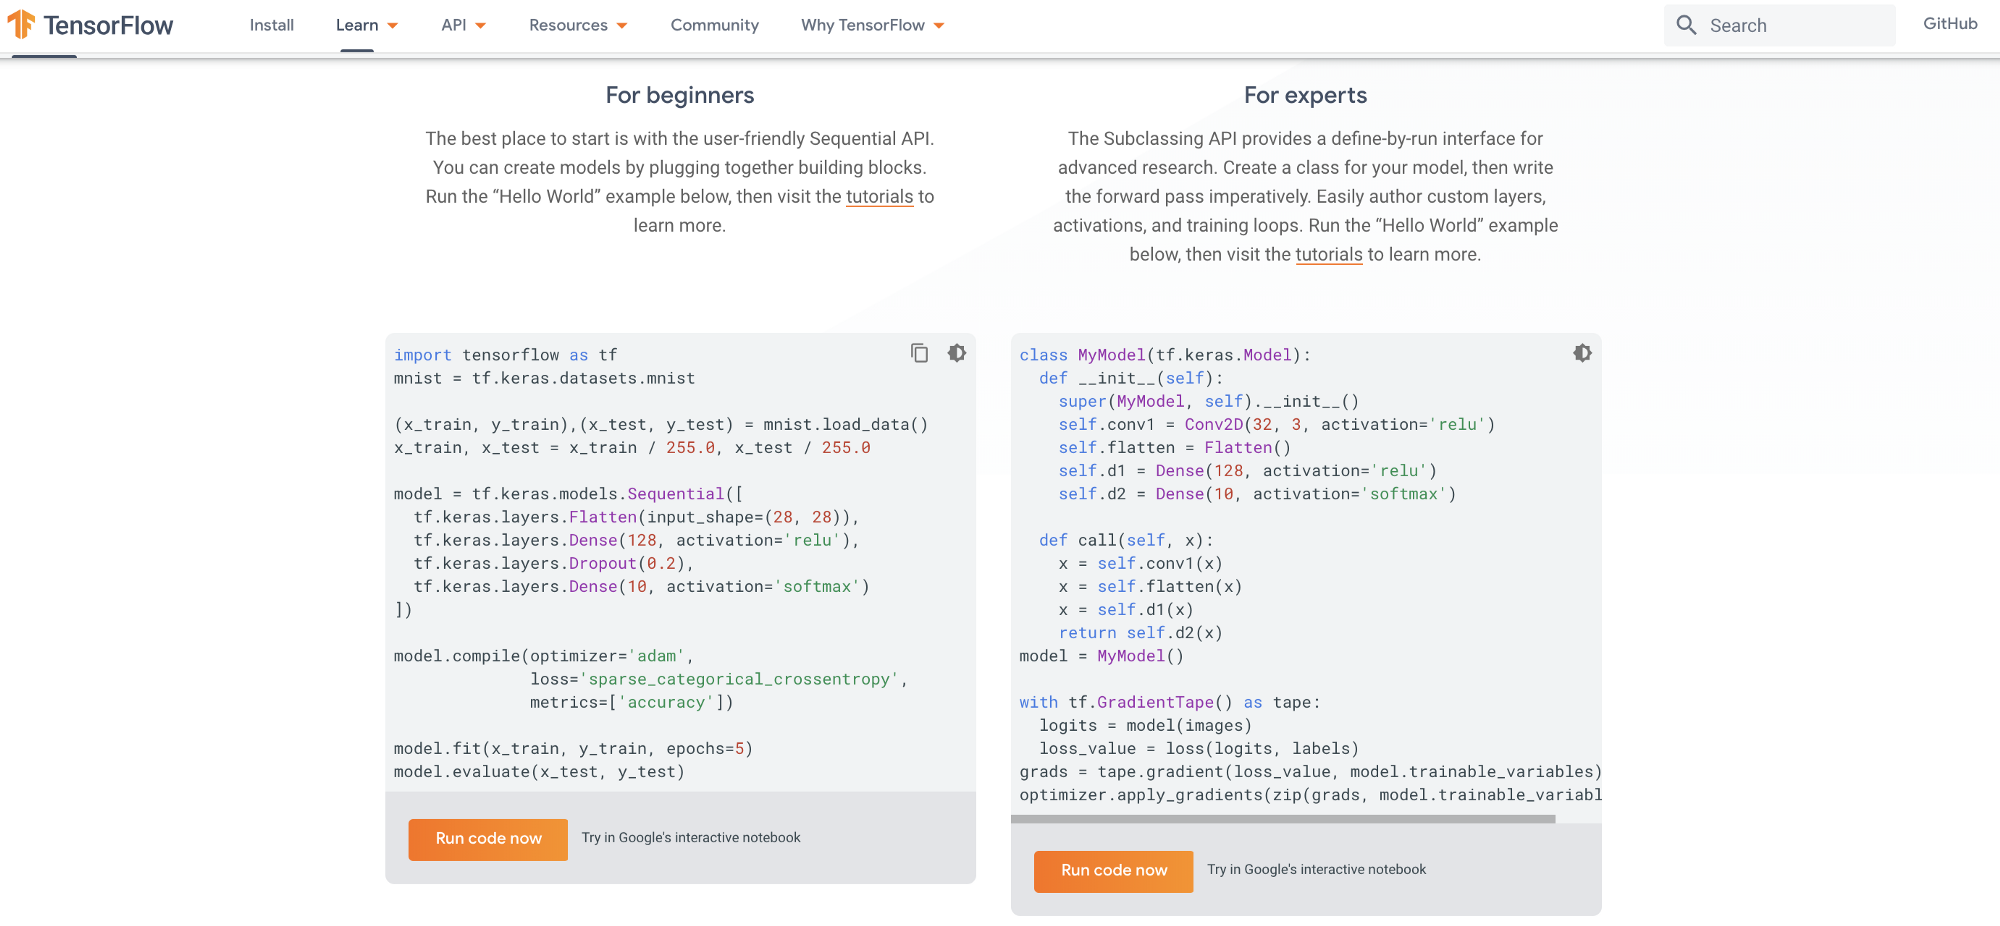 TensorFlow
Install
Learn
API
Resources
Community
Why TensorFlow
Search
GitHub
For beginners
The best place to start is with the user-friendly Sequential API.
You can create models by plugging together building blocks.
Run the “Hello World” example below, then visit the tutorials to
learn more.
import tensorflow as tf
mnist = tf.keras.datasets.mnist
(x_train, y_train),(x_test, y_test) = mnist.load_data()
x_train, x_test = x_train / 255.0, x_test / 255.0
model = tf.keras.models.Sequential([
  tf.keras.layers.Flatten(input_shape=(28, 28)),
  tf.keras.layers.Dense(128, activation='relu'),
  tf.keras.layers.Dropout(0.2),
  tf.keras.layers.Dense(10, activation='softmax')
])
model.compile(optimizer='adam',
              loss='sparse_categorical_crossentropy',
              metrics=['accuracy'])
model.fit(x_train, y_train, epochs=5)
model.evaluate(x_test, y_test)
Run code now
Try in Google's interactive notebook
For experts
The Subclassing API provides a define-by-run interface for
advanced research. Create a class for your model, then write
the forward pass imperatively. Easily author custom layers,
activations, and training loops. Run the “Hello World” example
below, then visit the tutorials to learn more.
class MyModel(tf.keras.Model):
  def __init__(self):
    super(MyModel, self).__init__()
    self.conv1 = Conv2D(32, 3, activation='relu')
    self.flatten = Flatten()
    self.d1 = Dense(128, activation='relu')
    self.d2 = Dense(10, activation='softmax')
  def call(self, x):
    x = self.conv1(x)
    x = self.flatten(x)
    x = self.d1(x)
    return self.d2(x)
model = MyModel()
with tf.GradientTape() as tape:
  logits = model(images)
  loss_value = loss(logits, labels)
grads = tape.gradient(loss_value, model.trainable_variables)
optimizer.apply_gradients(zip(grads, model.trainable_variabl
Run code now
Try in Google's interactive notebook